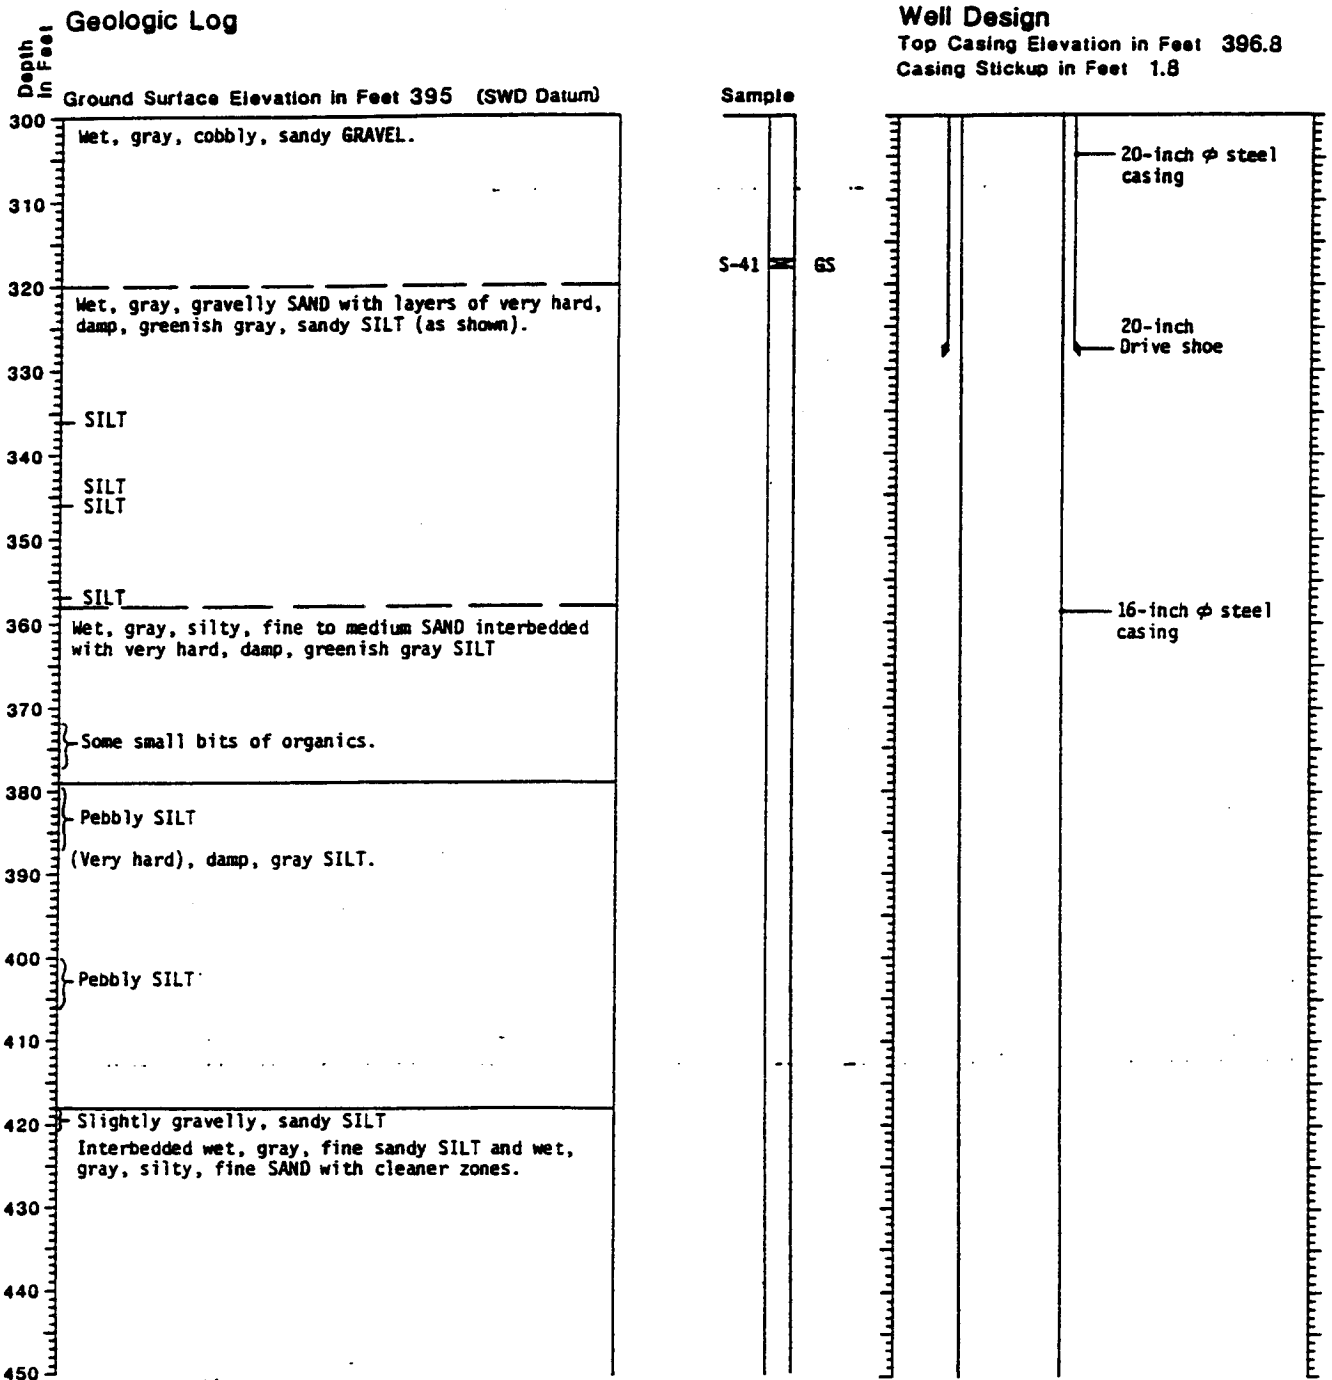 Geologic Log
Depth
in Feet
Ground Surface Elevation in Feet 395 (SWD Datum)
Sample
Well Design
Top Casing Elevation in Feet 396.8
Casing Stickup in Feet 1.8
300
Wet, gray, cobbly, sandy GRAVEL.
20-inch ϕ steel
casing
310
S-41
GS
320
Wet, gray, gravelly SAND with layers of very hard,
damp, greenish gray, sandy SILT (as shown).
20-inch
Drive shoe
330
SILT
340
SILT
SILT
350
SILT
16-inch ϕ steel
casing
360
Wet, gray, silty, fine to medium SAND interbedded
with very hard, damp, greenish gray SILT
370
Some small bits of organics.
380
Pebbly SILT
(Very hard), damp, gray SILT.
390
400
Pebbly SILT
410
420
Slightly gravelly, sandy SILT
Interbedded wet, gray, fine sandy SILT and wet,
gray, silty, fine SAND with cleaner zones.
430
440
450